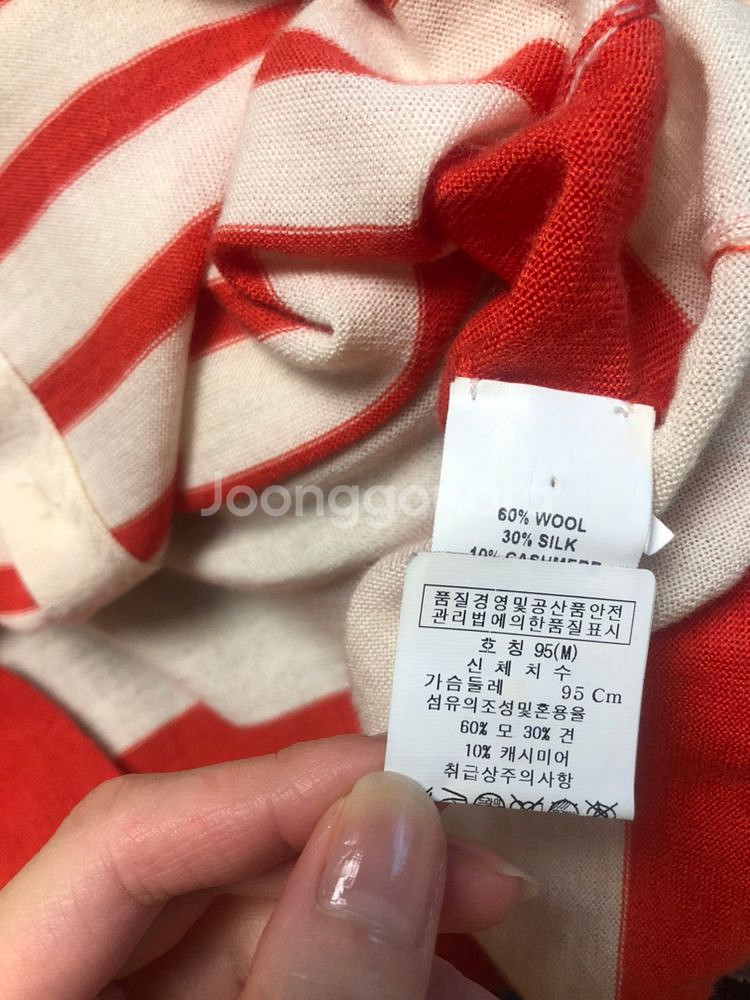 60% WOOL
30% SILK
10% CASHMERE
품질경영및공산품안전
관리법에의한품질표시
호 칭 95(M)
신 체 치 수
가슴둘레 95 Cm
섬유의조성및혼용율
60% 모 30% 견
10% 캐시미어
취급상주의사항